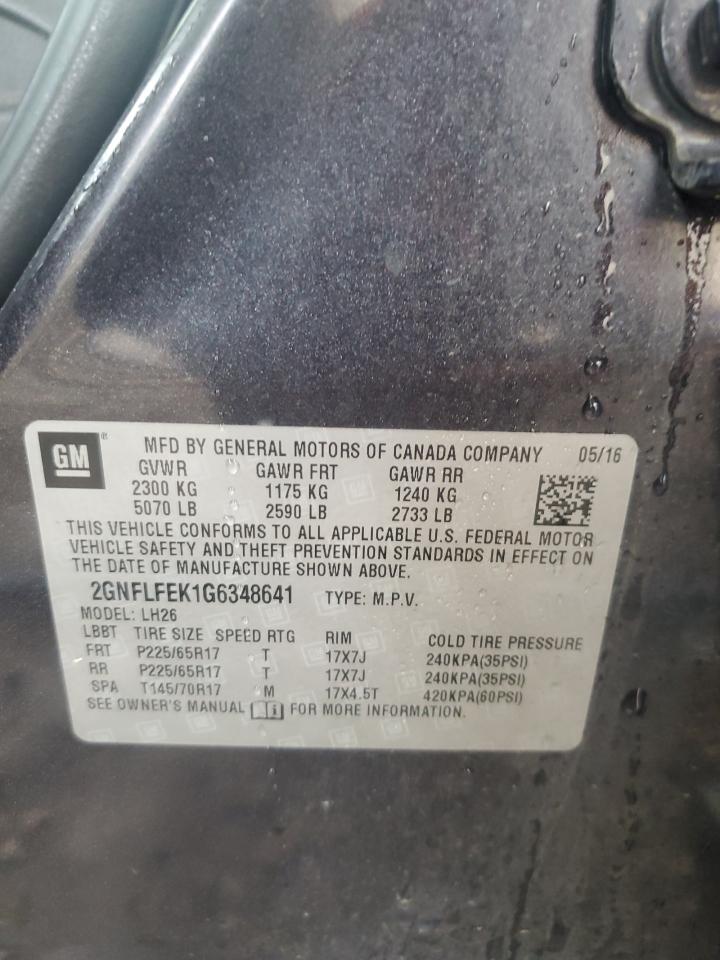 GM ® MFD BY GENERAL MOTORS OF CANADA COMPANY 05/16
GVWR GAWR FRT GAWR RR
2300 KG 1175 KG 1240 KG
5070 LB 2590 LB 2733 LB
THIS VEHICLE CONFORMS TO ALL APPLICABLE U.S. FEDERAL MOTOR
VEHICLE SAFETY AND THEFT PREVENTION STANDARDS IN EFFECT ON
THE DATE OF MANUFACTURE SHOWN ABOVE.
2GNFLFEK1G6348641 TYPE: M.P.V.
MODEL: LH26
LBBT TIRE SIZE SPEED RTG RIM COLD TIRE PRESSURE
FRT P225/65R17 T 17X7J 240KPA(35PSI)
RR P225/65R17 T 17X7J 240KPA(35PSI)
SPA T145/70R17 M 17X4.5T 420KPA(60PSI)
SEE OWNER'S MANUAL i FOR MORE INFORMATION.